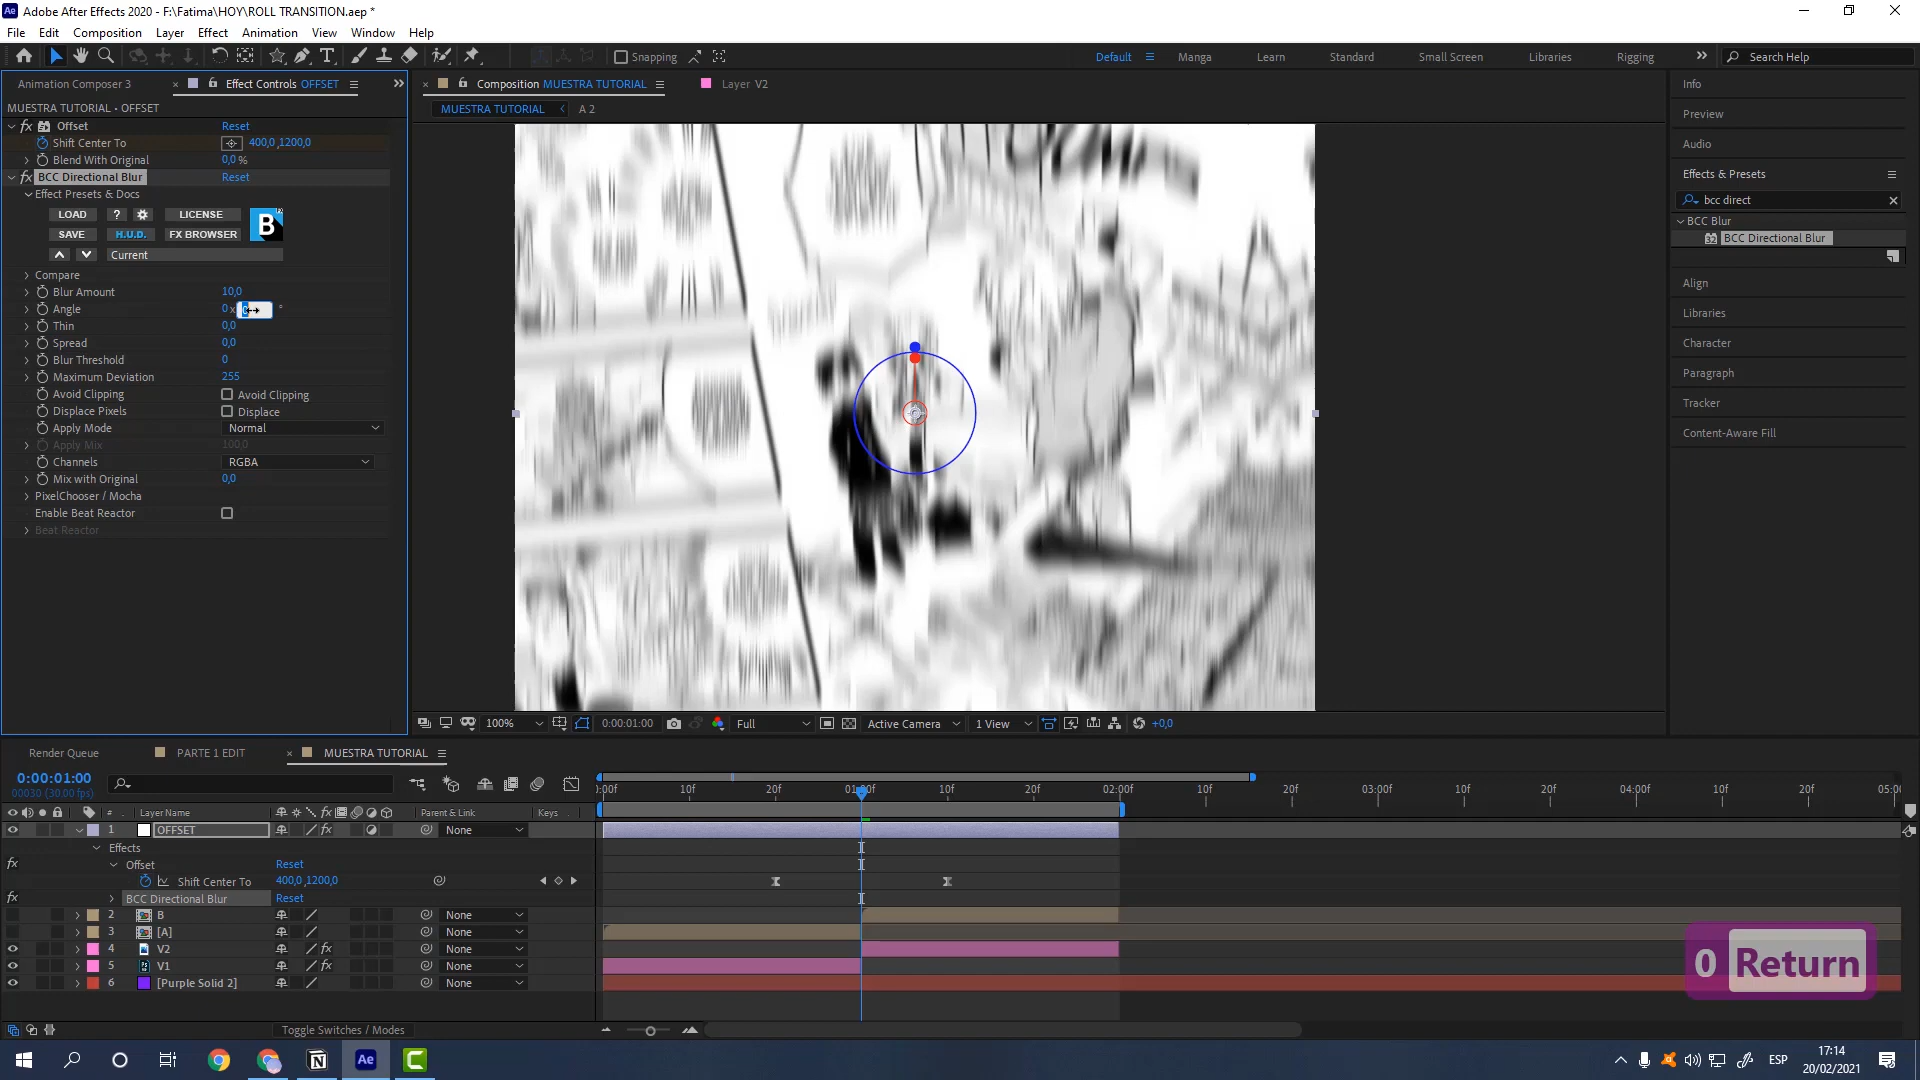 Adobe After Effects 2020 - F:\Fatima\HOY\ROLL TRANSITION.aep *
File Edit Composition Layer Effect Animation View Window Help
Snapping
Default Manga Learn Standard Small Screen Libraries Rigging Search Help
Animation Composer 3 Effect Controls OFFSET
Composition MUESTRA TUTORIAL Layer V2
MUESTRA TUTORIAL A 2
MUESTRA TUTORIAL • OFFSET
fx Offset Reset
Shift Center To 400,0 ,1200,0
Blend With Original 0,0 %
fx BCC Directional Blur Reset
Effect Presets & Docs
LOAD ? LICENSE
SAVE H.U.D. FX BROWSER
B
Current
Compare
Blur Amount 10,0
Angle 0 x °
Thin 0,0
Spread 0,0
Blur Threshold 0
Maximum Deviation 255
Avoid Clipping Avoid Clipping
Displace Pixels Displace
Apply Mode Normal
Apply Mix 100,0
Channels RGBA
Mix with Original 0,0
PixelChooser / Mocha
Enable Beat Reactor
Beat Reactor
Info
Preview
Audio
Effects & Presets
bcc direct
BCC Blur
BCC Directional Blur
Align
Libraries
Character
Paragraph
Tracker
Content-Aware Fill
100% 0:00:01:00 Full Active Camera 1 View +0,0
Render Queue PARTE 1 EDIT MUESTRA TUTORIAL
0:00:01:00
00030 (30.00 fps)
):00f 10f 20f 01:00f 10f 20f 02:00f 10f 20f 03:00f 10f 20f 04:00f 10f 20f 05:00
# Layer Name Parent & Link Keys
1 OFFSET fx None
Effects
fx Offset Reset
Shift Center To 400,0 ,1200,0
fx BCC Directional Blur Reset
2 B None
3 [A] None
4 V2 fx None
5 V1 fx None
6 [Purple Solid 2] None
0 Return
Toggle Switches / Modes
Ae
ESP
17:14
20/02/2021